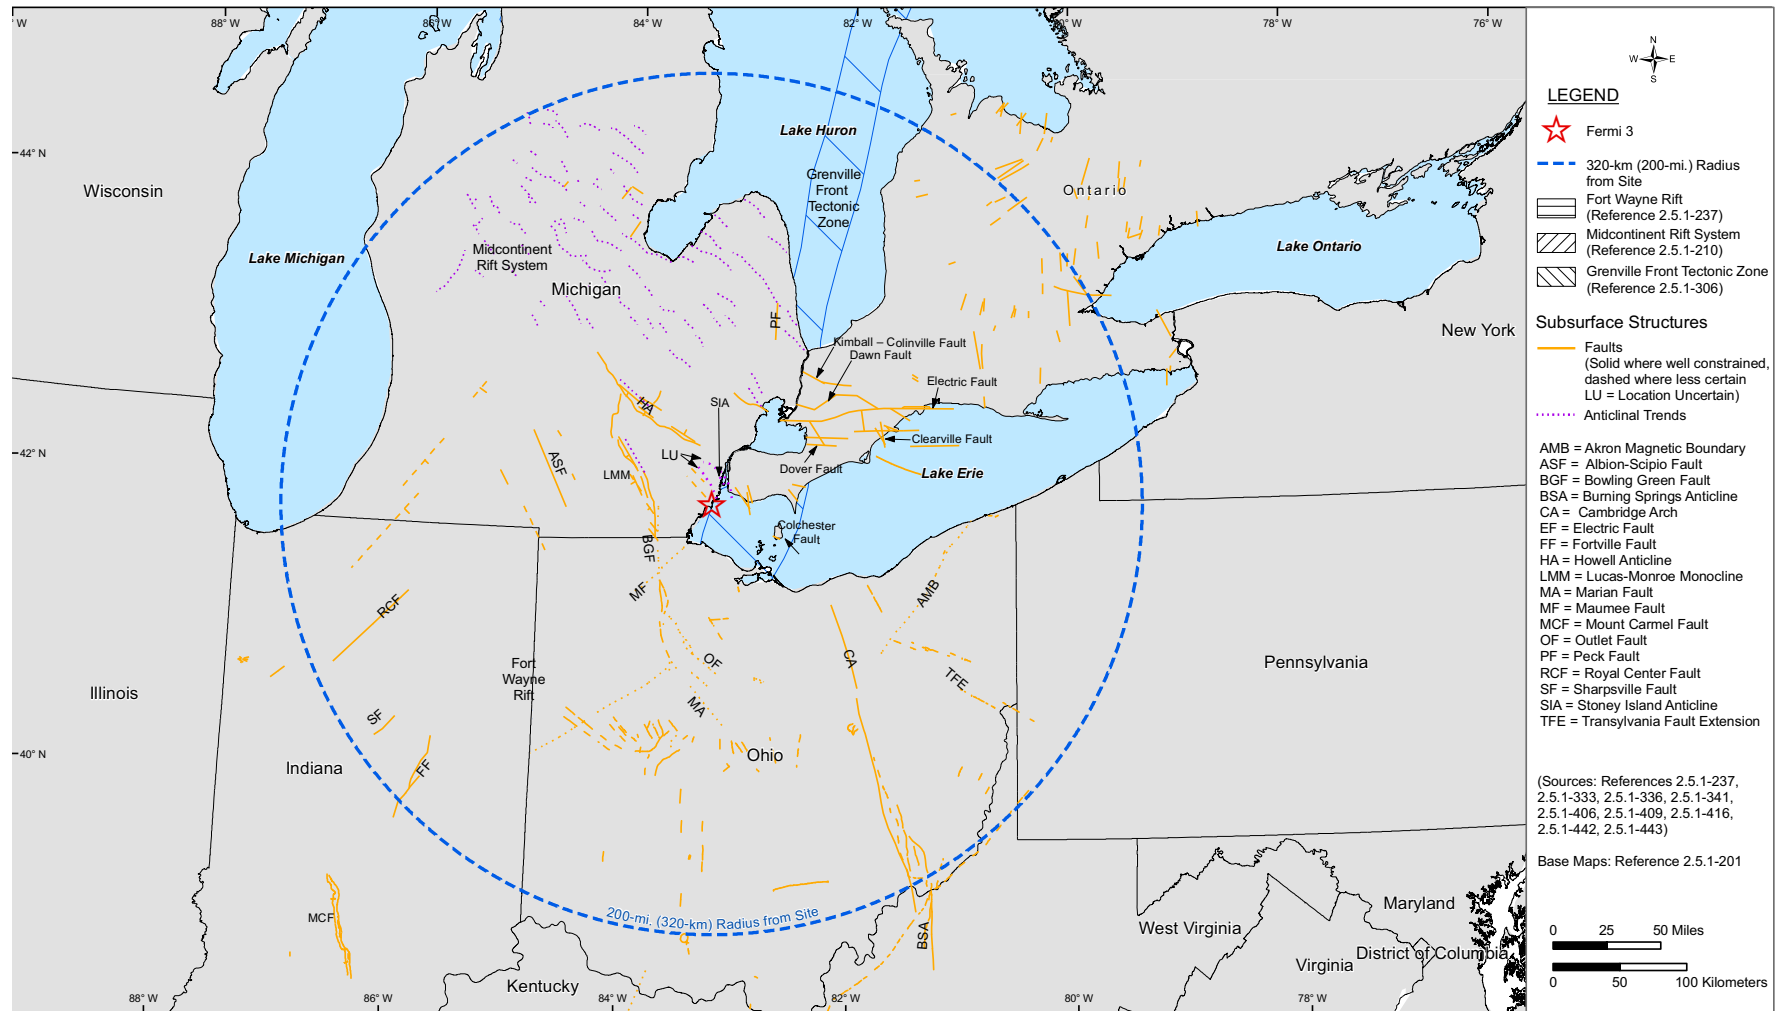 ° W
88° W
86° W
84° W
82° W
80° W
78° W
76° W
44° N
42° N
40° N
Wisconsin
Lake Michigan
Midcontinent
Rift System
Michigan
Lake Huron
Grenville
Front
Tectonic
Zone
Ontario
Lake Ontario
New York
PF
Kimball – Colinville Fault
Dawn Fault
Electric Fault
Clearville Fault
Dover Fault
Lake Erie
Colchester
Fault
HA
SIA
LU
LMM
ASF
BGF
MF
RCF
AMB
CA
OF
TFE
MA
Fort
Wayne
Rift
SF
FF
Illinois
Indiana
Ohio
Pennsylvania
MCF
BSA
200-mi. (320-km) Radius from Site
Kentucky
West Virginia
Virginia
Maryland
District of Columbia
88° W
86° W
84° W
82° W
80° W
78° W
N
W
E
S
LEGEND
Fermi 3
320-km (200-mi.) Radius
from Site
Fort Wayne Rift
(Reference 2.5.1-237)
Midcontinent Rift System
(Reference 2.5.1-210)
Grenville Front Tectonic Zone
(Reference 2.5.1-306)
Subsurface Structures
Faults
(Solid where well constrained,
dashed where less certain
LU = Location Uncertain)
Anticlinal Trends
AMB = Akron Magnetic Boundary
ASF = Albion-Scipio Fault
BGF = Bowling Green Fault
BSA = Burning Springs Anticline
CA = Cambridge Arch
EF = Electric Fault
FF = Fortville Fault
HA = Howell Anticline
LMM = Lucas-Monroe Monocline
MA = Marian Fault
MF = Maumee Fault
MCF = Mount Carmel Fault
OF = Outlet Fault
PF = Peck Fault
RCF = Royal Center Fault
SF = Sharpsville Fault
SIA = Stoney Island Anticline
TFE = Transylvania Fault Extension
(Sources: References 2.5.1-237,
2.5.1-333, 2.5.1-336, 2.5.1-341,
2.5.1-406, 2.5.1-409, 2.5.1-416,
2.5.1-442, 2.5.1-443)
Base Maps: Reference 2.5.1-201
0 25 50 Miles
0 50 100 Kilometers